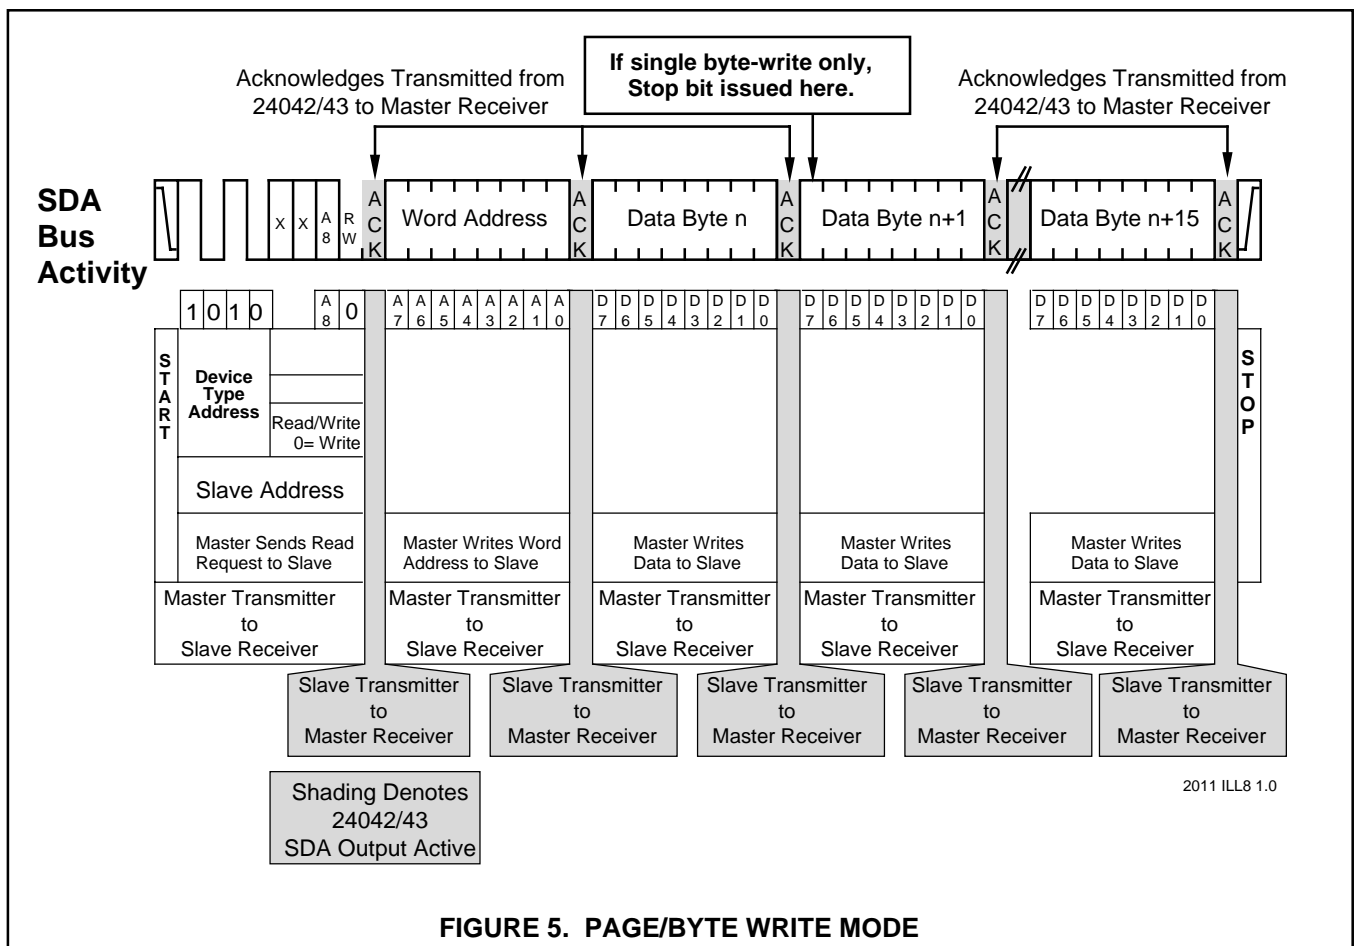 If single byte-write only,
Stop bit issued here.
Acknowledges Transmitted from
24042/43 to Master Receiver
Acknowledges Transmitted from
24042/43 to Master Receiver
SDA
Bus
Activity
X X A8 RW ACK Word Address ACK Data Byte n ACK Data Byte n+1 ACK Data Byte n+15 ACK
1 0 1 0 A8 0 A7 A6 A5 A4 A3 A2 A1 A0 D7 D6 D5 D4 D3 D2 D1 D0 D7 D6 D5 D4 D3 D2 D1 D0 D7 D6 D5 D4 D3 D2 D1 D0
START
Device
Type
Address
Read/Write
0= Write
STOP
Slave Address
Master Sends Read
Request to Slave
Master Writes Word
Address to Slave
Master Writes
Data to Slave
Master Writes
Data to Slave
Master Writes
Data to Slave
Master Transmitter
to
Slave Receiver
Master Transmitter
to
Slave Receiver
Master Transmitter
to
Slave Receiver
Master Transmitter
to
Slave Receiver
Master Transmitter
to
Slave Receiver
Slave Transmitter
to
Master Receiver
Slave Transmitter
to
Master Receiver
Slave Transmitter
to
Master Receiver
Slave Transmitter
to
Master Receiver
Slave Transmitter
to
Master Receiver
Shading Denotes
24042/43
SDA Output Active
2011 ILL8 1.0
FIGURE 5. PAGE/BYTE WRITE MODE